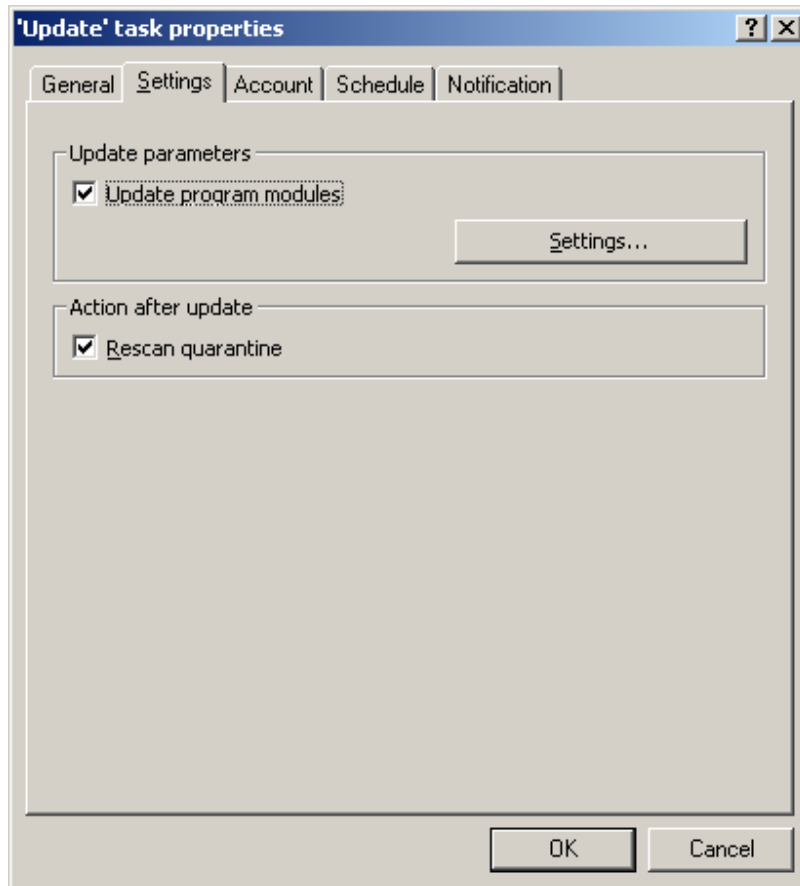 'Update' task properties
General Settings Account Schedule Notification
Update parameters
Update program modules
Settings...
Action after update
Rescan quarantine
OK Cancel